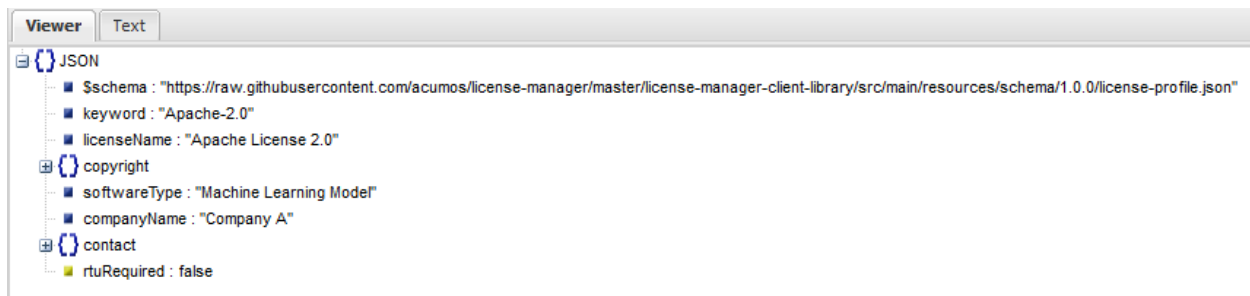 Viewer Text
JSON
$schema : "https://raw.githubusercontent.com/acumos/license-manager/master/license-manager-client-library/src/main/resources/schema/1.0.0/license-profile.json"
keyword : "Apache-2.0"
licenseName : "Apache License 2.0"
copyright
softwareType : "Machine Learning Model"
companyName : "Company A"
contact
rtuRequired : false